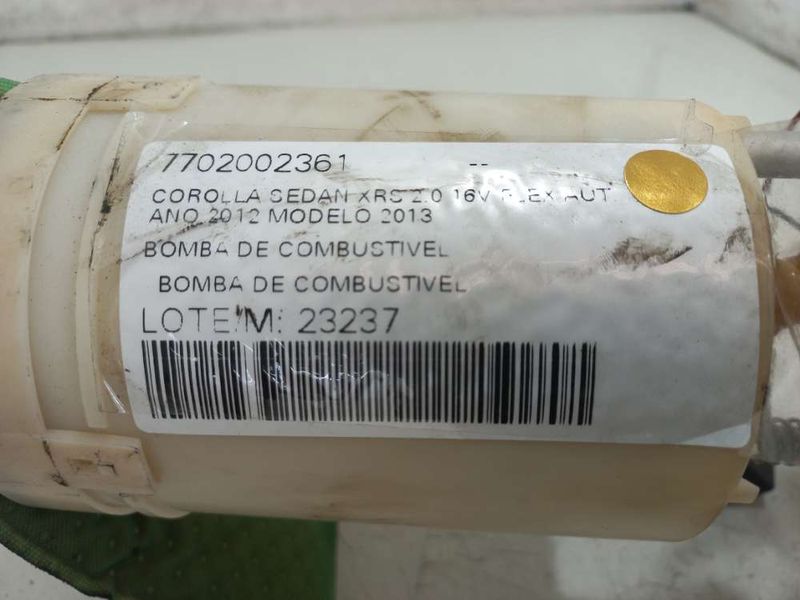 7702002361 --
COROLLA SEDAN XRS 2.0 16V FLEX AUT
ANO 2012 MODELO 2013
BOMBA DE COMBUSTIVEL
BOMBA DE COMBUSTIVEL
LOTE/M: 23237